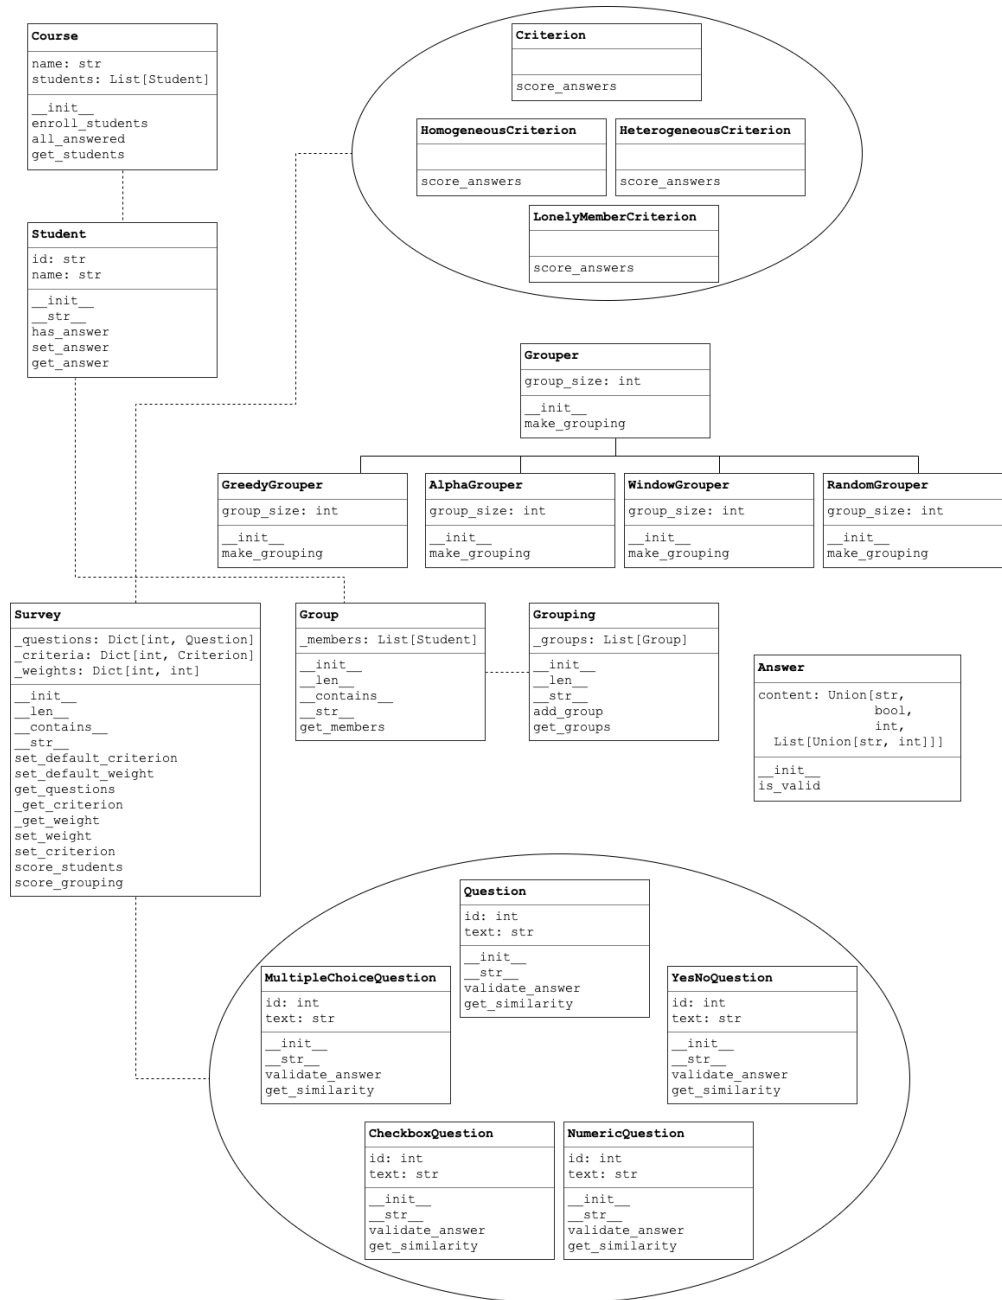 Course
name: str
students: List[Student]
__init__
enroll_students
all_answered
get_students
Criterion
score_answers
HomogeneousCriterion
score_answers
HeterogeneousCriterion
score_answers
LonelyMemberCriterion
score_answers
Student
id: str
name: str
__init__
__str__
has_answer
set_answer
get_answer
Grouper
group_size: int
__init__
make_grouping
GreedyGrouper
group_size: int
__init__
make_grouping
AlphaGrouper
group_size: int
__init__
make_grouping
WindowGrouper
group_size: int
__init__
make_grouping
RandomGrouper
group_size: int
__init__
make_grouping
Survey
_questions: Dict[int, Question]
_criteria: Dict[int, Criterion]
_weights: Dict[int, int]
__init__
__len__
__contains__
__str__
set_default_criterion
set_default_weight
get_questions
_get_criterion
_get_weight
set_weight
set_criterion
score_students
score_grouping
Group
_members: List[Student]
__init__
__len__
__contains__
__str__
get_members
Grouping
_groups: List[Group]
__init__
__len__
__str__
add_group
get_groups
Answer
content: Union[str,
bool,
int,
List[Union[str, int]]]
__init__
is_valid
Question
id: int
text: str
__init__
__str__
validate_answer
get_similarity
MultipleChoiceQuestion
id: int
text: str
__init__
__str__
validate_answer
get_similarity
YesNoQuestion
id: int
text: str
__init__
__str__
validate_answer
get_similarity
CheckboxQuestion
id: int
text: str
__init__
__str__
validate_answer
get_similarity
NumericQuestion
id: int
text: str
__init__
__str__
validate_answer
get_similarity